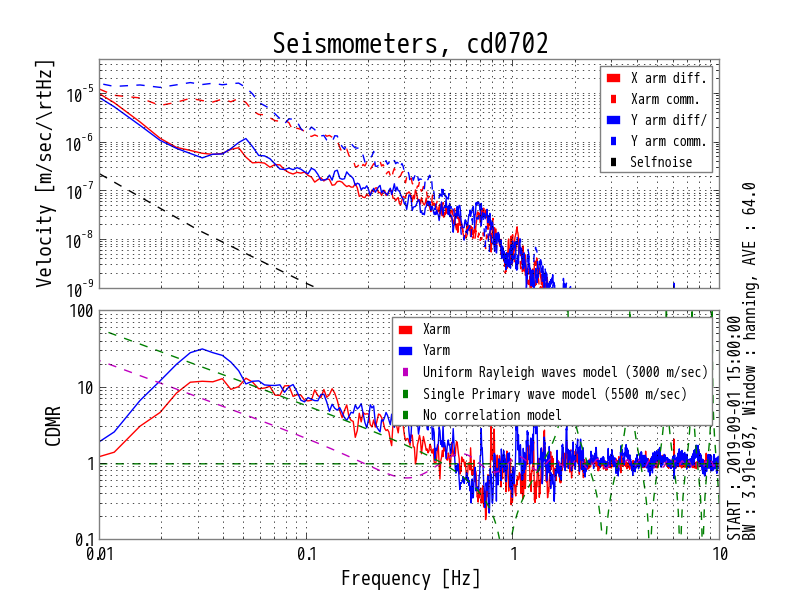 Seismometers, cd0702
Velocity [m/sec/\rtHz]
10^-5
10^-6
10^-7
10^-8
10^-9
X arm diff.
Xarm comm.
Y arm diff/
Y arm comm.
Selfnoise
CDMR
100
10
1
0.1
Xarm
Yarm
Uniform Rayleigh waves model (3000 m/sec)
Single Primary wave model (5500 m/sec)
No correlation model
0.01
0.1
1
10
Frequency [Hz]
START : 2019-09-01 15:00:00
BW : 3.91e-03, Window : hanning, AVE : 64.0